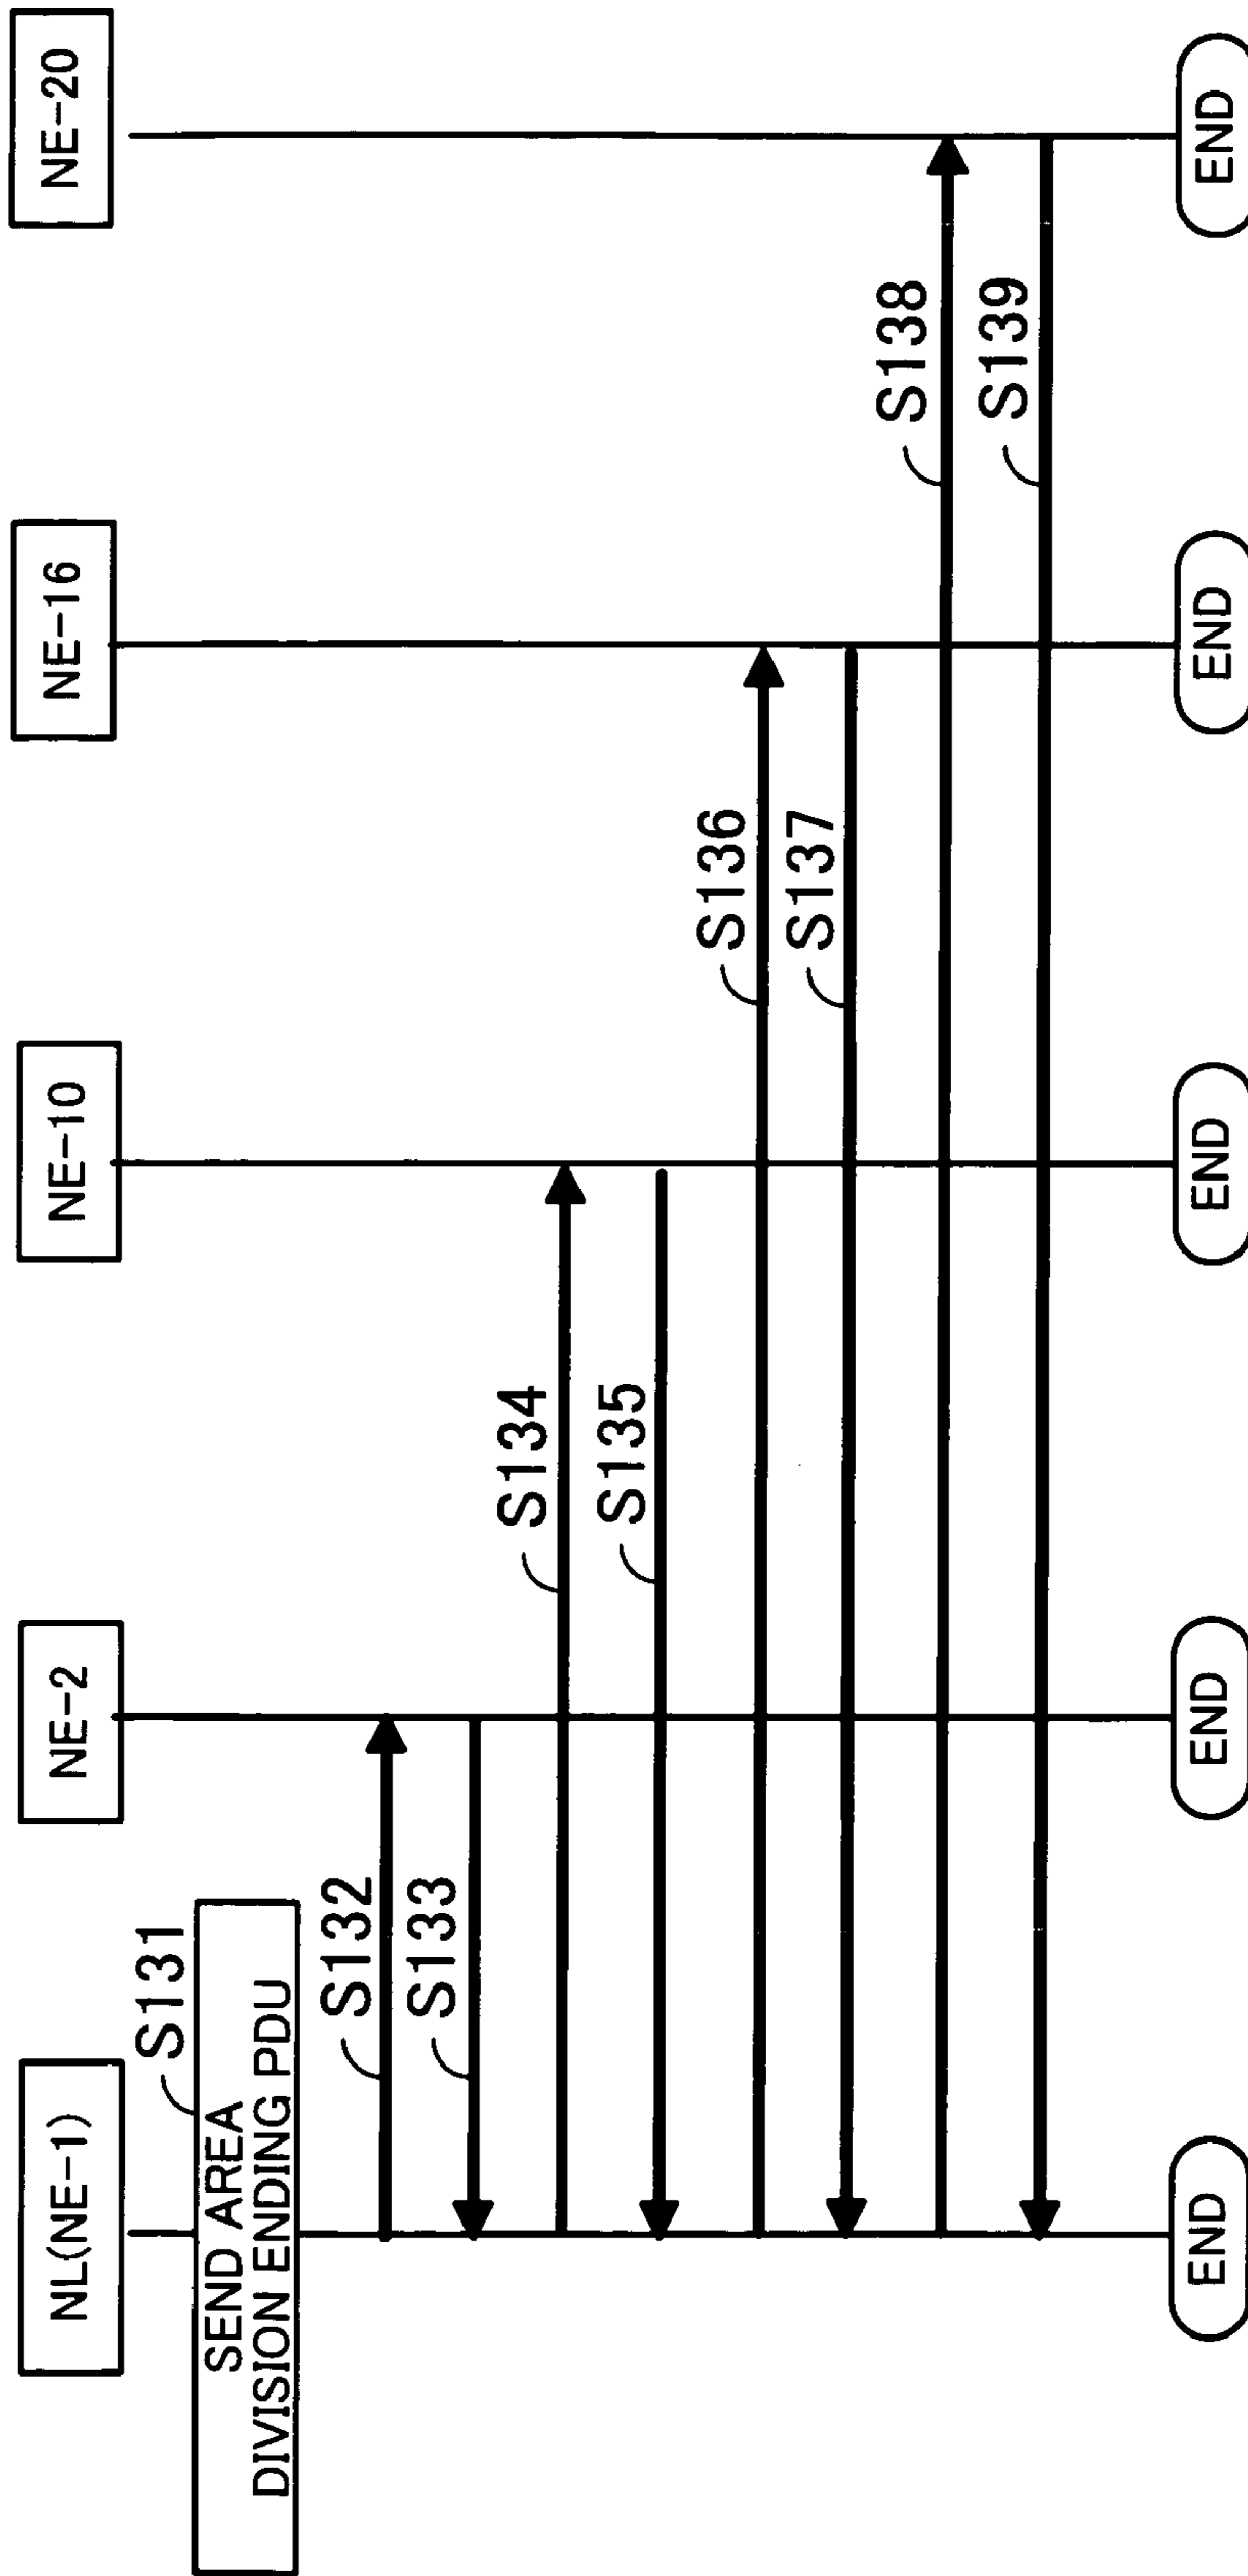 NL(NE-1)
NE-2
NE-10
NE-16
NE-20
S131
SEND AREA
DIVISION ENDING PDU
S132
S133
S134
S135
S136
S137
S138
S139
END
END
END
END
END